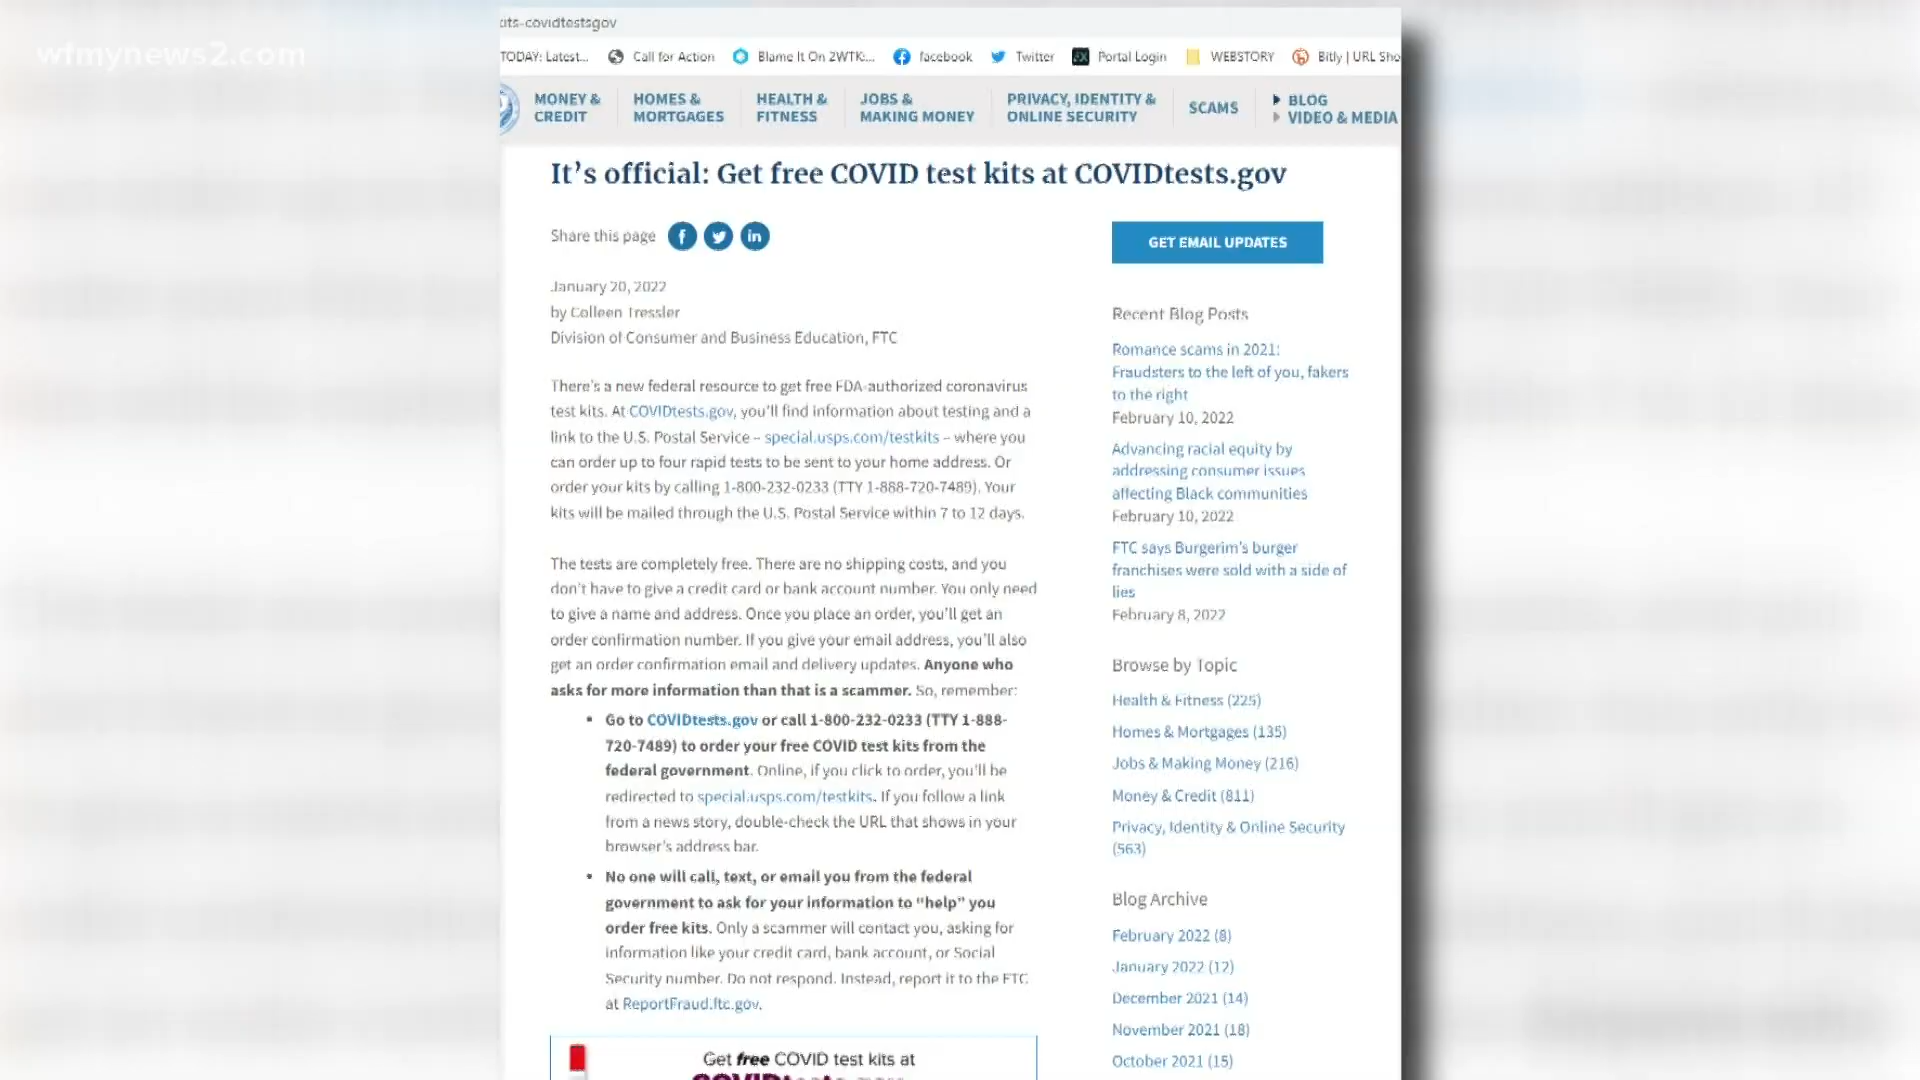 wfmynews2.com
its-covidtestsgov
TODAY: Latest...
Call for Action
Blame It On 2WTK:...
facebook
Twitter
Portal Login
WEBSTORY
Bitly | URL Sho
MONEY &
CREDIT
HOMES &
MORTGAGES
HEALTH &
FITNESS
JOBS &
MAKING MONEY
PRIVACY, IDENTITY &
ONLINE SECURITY
SCAMS
BLOG
VIDEO & MEDIA
It's official: Get free COVID test kits at COVIDtests.gov
Share this page
January 20, 2022
by Colleen Tressler
Division of Consumer and Business Education, FTC
There's a new federal resource to get free FDA-authorized coronavirus
test kits. At COVIDtests.gov, you'll find information about testing and a
link to the U.S. Postal Service – special.usps.com/testkits – where you
can order up to four rapid tests to be sent to your home address. Or
order your kits by calling 1-800-232-0233 (TTY 1-888-720-7489). Your
kits will be mailed through the U.S. Postal Service within 7 to 12 days.
The tests are completely free. There are no shipping costs, and you
don't have to give a credit card or bank account number. You only need
to give a name and address. Once you place an order, you'll get an
order confirmation number. If you give your email address, you'll also
get an order confirmation email and delivery updates. Anyone who
asks for more information than that is a scammer. So, remember:
• Go to COVIDtests.gov or call 1-800-232-0233 (TTY 1-888-
720-7489) to order your free COVID test kits from the
federal government. Online, if you click to order, you'll be
redirected to special.usps.com/testkits. If you follow a link
from a news story, double-check the URL that shows in your
browser's address bar.
• No one will call, text, or email you from the federal
government to ask for your information to “help” you
order free kits. Only a scammer will contact you, asking for
information like your credit card, bank account, or Social
Security number. Do not respond. Instead, report it to the FTC
at ReportFraud.ftc.gov.
Get free COVID test kits at
GET EMAIL UPDATES
Recent Blog Posts
Romance scams in 2021:
Fraudsters to the left of you, fakers
to the right
February 10, 2022
Advancing racial equity by
addressing consumer issues
affecting Black communities
February 10, 2022
FTC says Burgerim's burger
franchises were sold with a side of
lies
February 8, 2022
Browse by Topic
Health & Fitness (225)
Homes & Mortgages (135)
Jobs & Making Money (216)
Money & Credit (811)
Privacy, Identity & Online Security
(563)
Blog Archive
February 2022 (8)
January 2022 (12)
December 2021 (14)
November 2021 (18)
October 2021 (15)